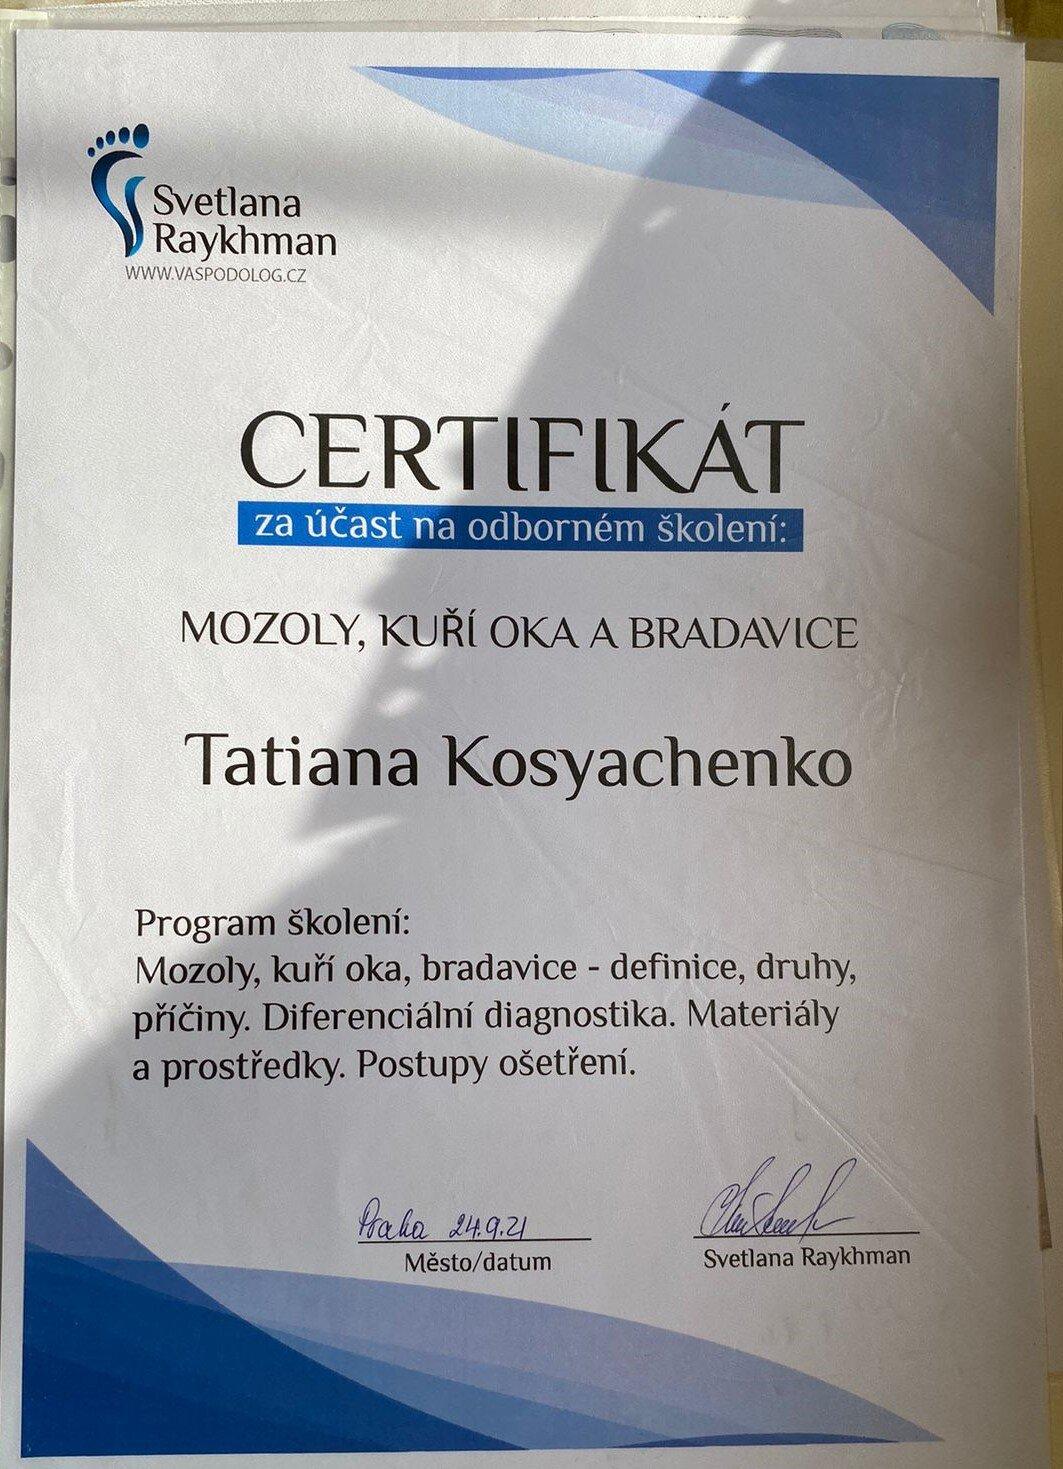 Svetlana
Raykhman
WWW.VASPODOLOG.CZ
CERTIFIKÁT
za účast na odborném školení:
MOZOLY, KUŘÍ OKA A BRADAVICE
Tatiana Kosyachenko
Program školení:
Mozoly, kuří oka, bradavice - definice, druhy,
příčiny. Diferenciální diagnostika. Materiály
a prostředky. Postupy ošetření.
Praha 24.9.21
Město/datum
Svetlana Raykhman